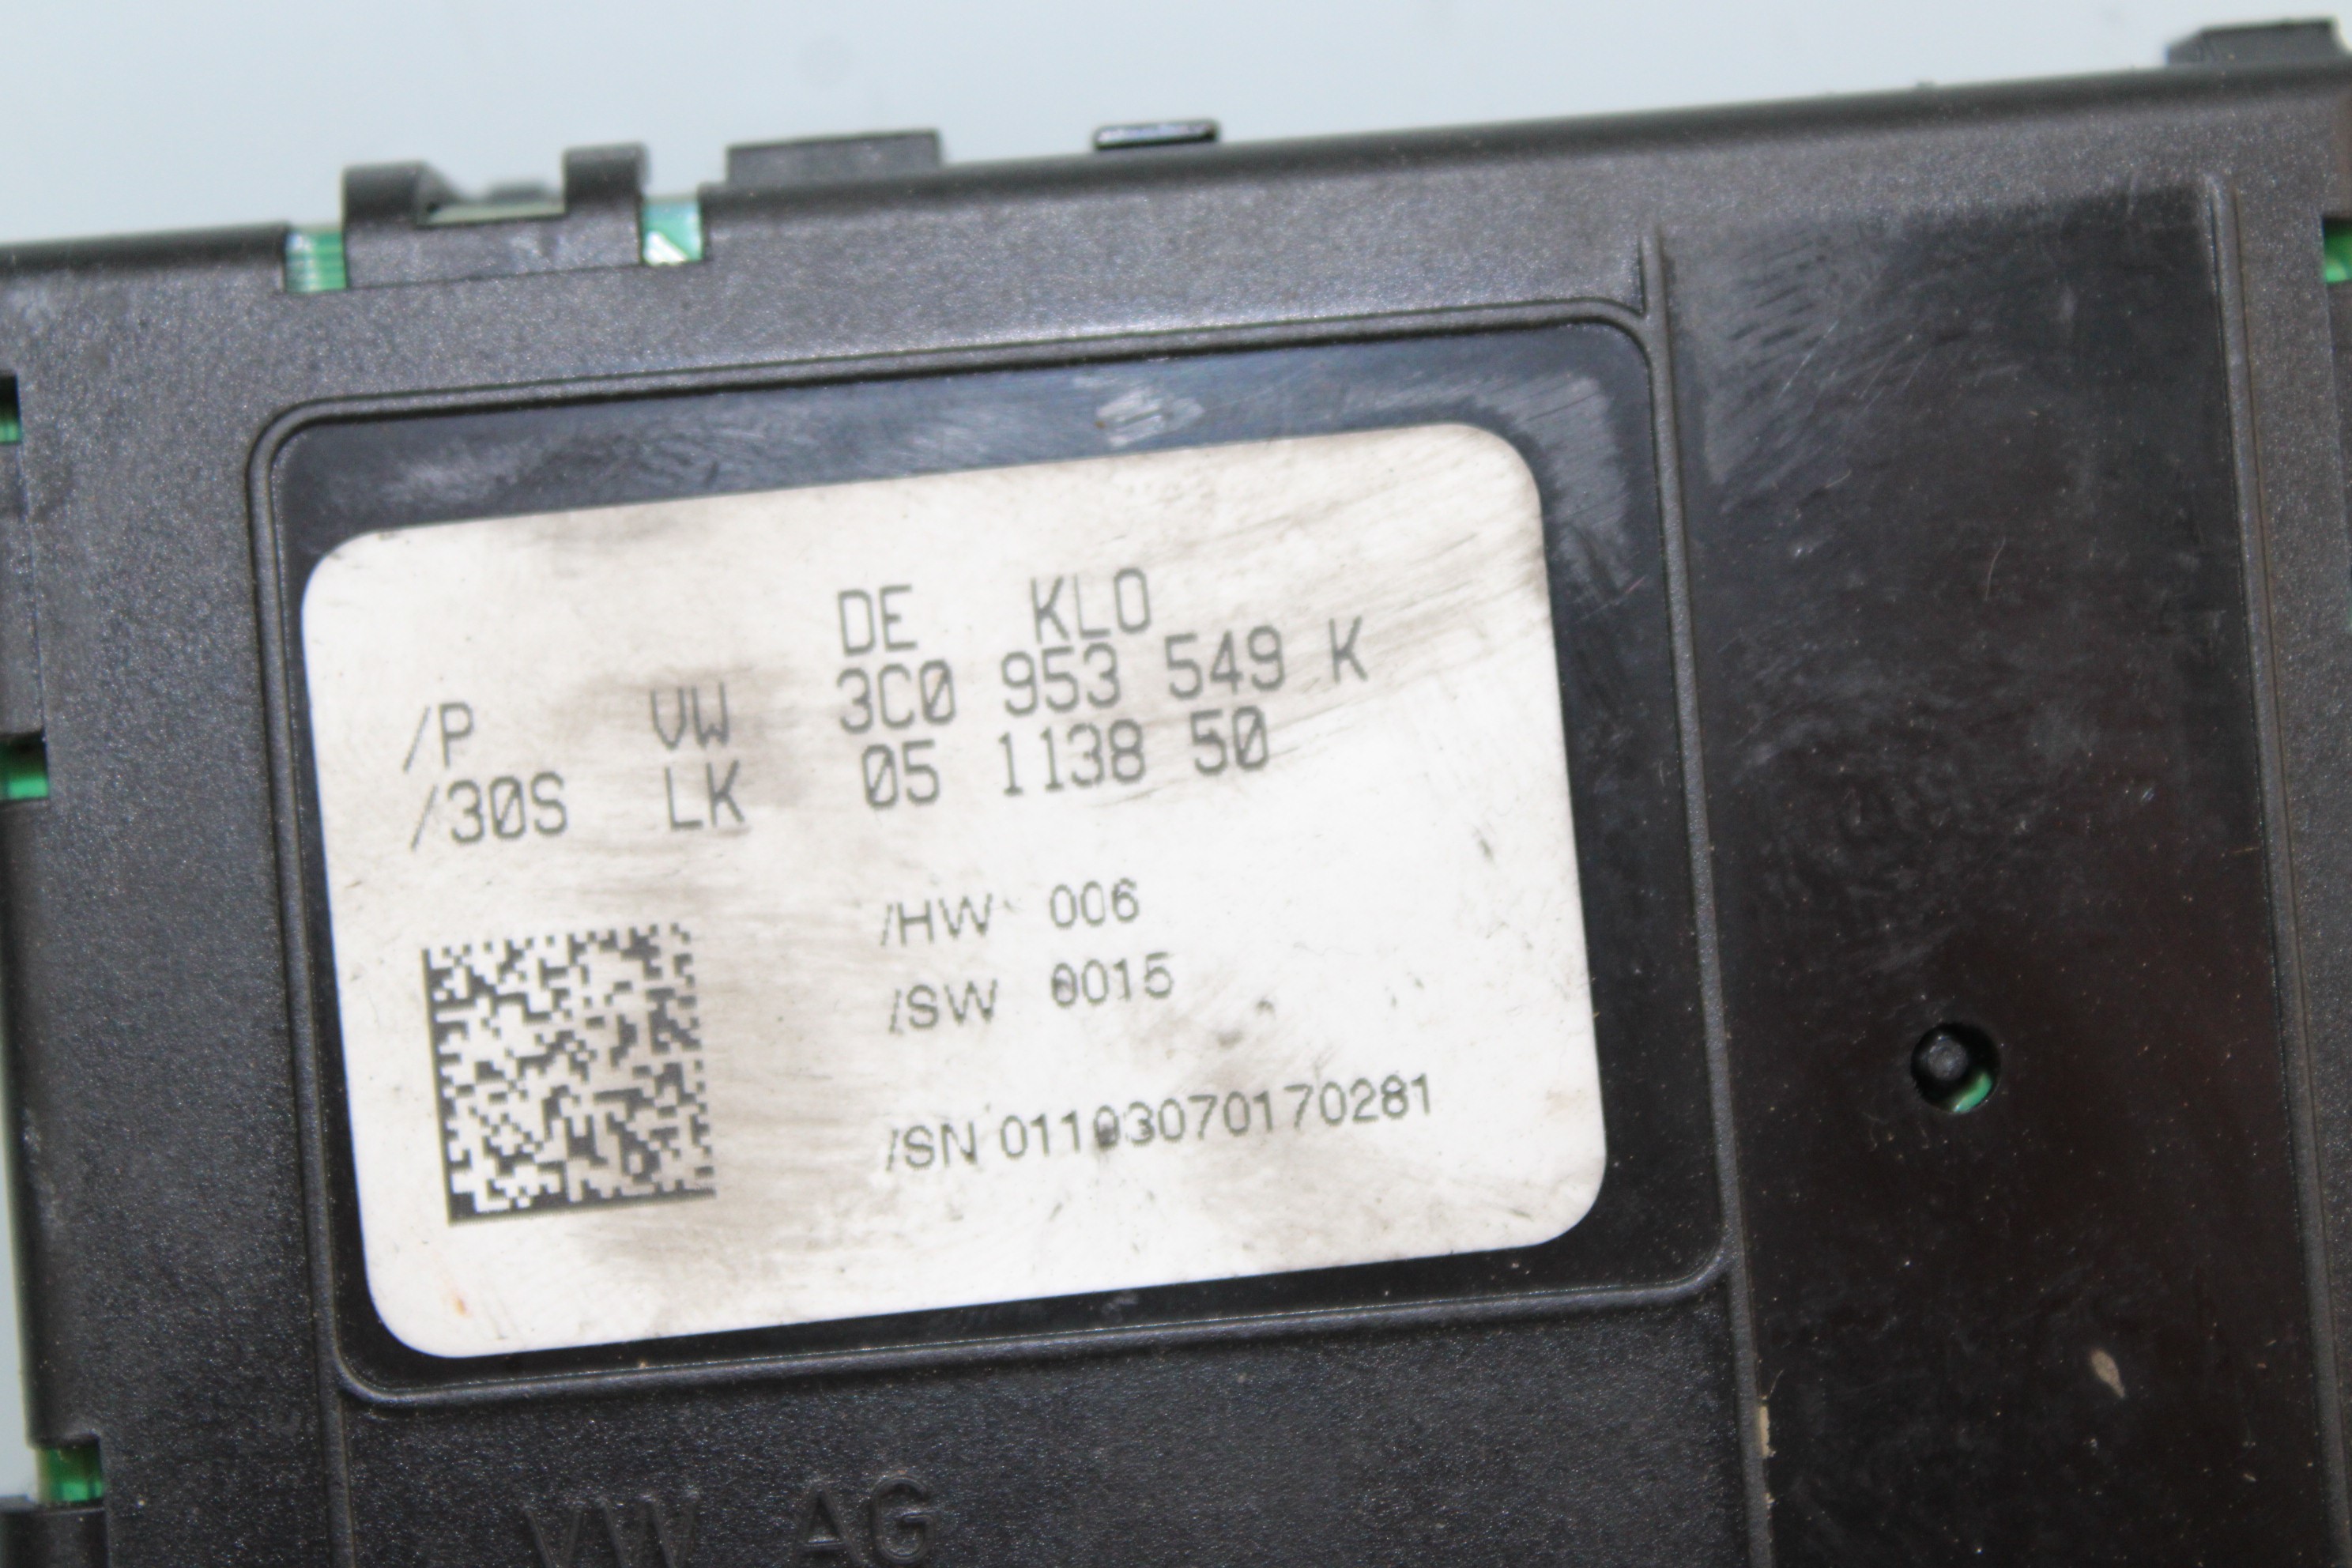 DE KLO
/P VW 3C0 953 549 K
/30S LK 05 1138 50
/HW 006
/SW 0015
/SN 01103070170281
VW AG